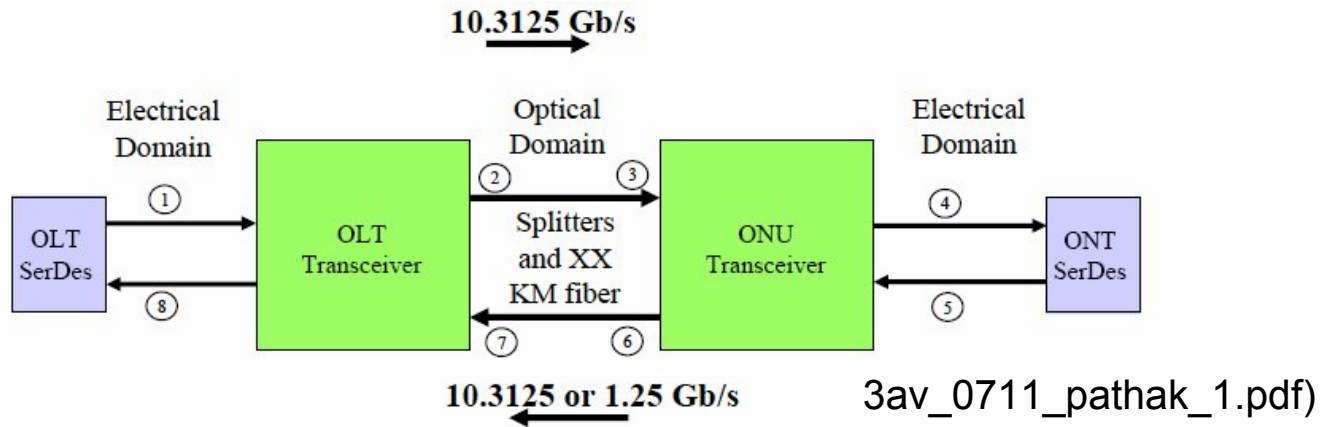 10.3125 Gb/s
Electrical
Domain
Optical
Domain
Electrical
Domain
1
2
3
4
OLT
SerDes
OLT
Transceiver
Splitters
and XX
KM fiber
ONU
Transceiver
ONT
SerDes
8
7
6
5
10.3125 or 1.25 Gb/s
3av_0711_pathak_1.pdf)